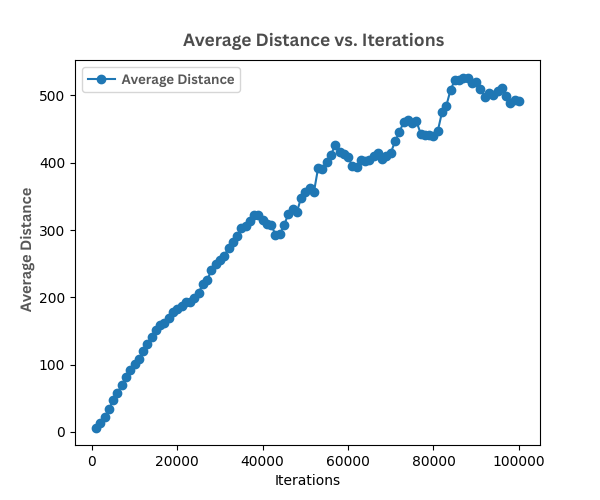 Average Distance vs. Iterations
Average Distance
Average Distance
500
400
300
200
100
0
0 20000 40000 60000 80000 100000
Iterations